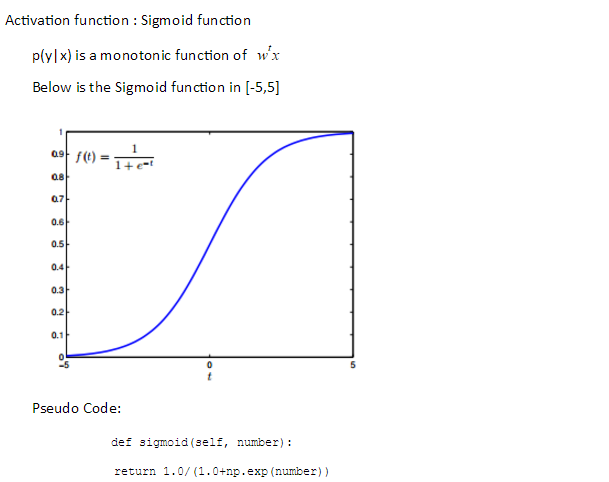 Activation function : Sigmoid function
p(y|x) is a monotonic function of w^t x
Below is the Sigmoid function in [-5,5]
1
0.9
f(t) = 1 / (1 + e^-t)
0.8
0.7
0.6
0.5
0.4
0.3
0.2
0.1
0
-5 0 5
t
Pseudo Code:
def sigmoid(self, number):
return 1.0/(1.0+np.exp(number))